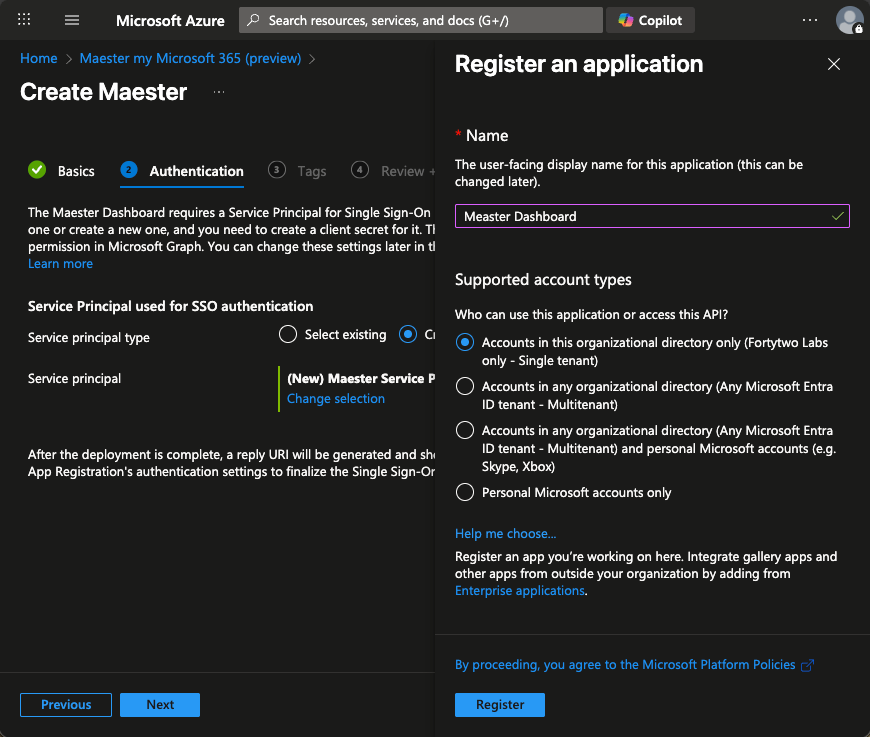 Microsoft Azure
Search resources, services, and docs (G+/)
Copilot
Home > Maester my Microsoft 365 (preview) >
Create Maester
Basics
2 Authentication
3 Tags
4 Review +
The Maester Dashboard requires a Service Principal for Single Sign-On
one or create a new one, and you need to create a client secret for it. Th
permission in Microsoft Graph. You can change these settings later in th
Learn more
Service Principal used for SSO authentication
Service principal type
Select existing
Cr
Service principal
(New) Maester Service P
Change selection
After the deployment is complete, a reply URI will be generated and sho
App Registration's authentication settings to finalize the Single Sign-On
Previous
Next
Register an application
* Name
The user-facing display name for this application (this can be
changed later).
Measter Dashboard
Supported account types
Who can use this application or access this API?
Accounts in this organizational directory only (Fortytwo Labs
only - Single tenant)
Accounts in any organizational directory (Any Microsoft Entra
ID tenant - Multitenant)
Accounts in any organizational directory (Any Microsoft Entra
ID tenant - Multitenant) and personal Microsoft accounts (e.g.
Skype, Xbox)
Personal Microsoft accounts only
Help me choose...
Register an app you're working on here. Integrate gallery apps and
other apps from outside your organization by adding from
Enterprise applications.
By proceeding, you agree to the Microsoft Platform Policies
Register